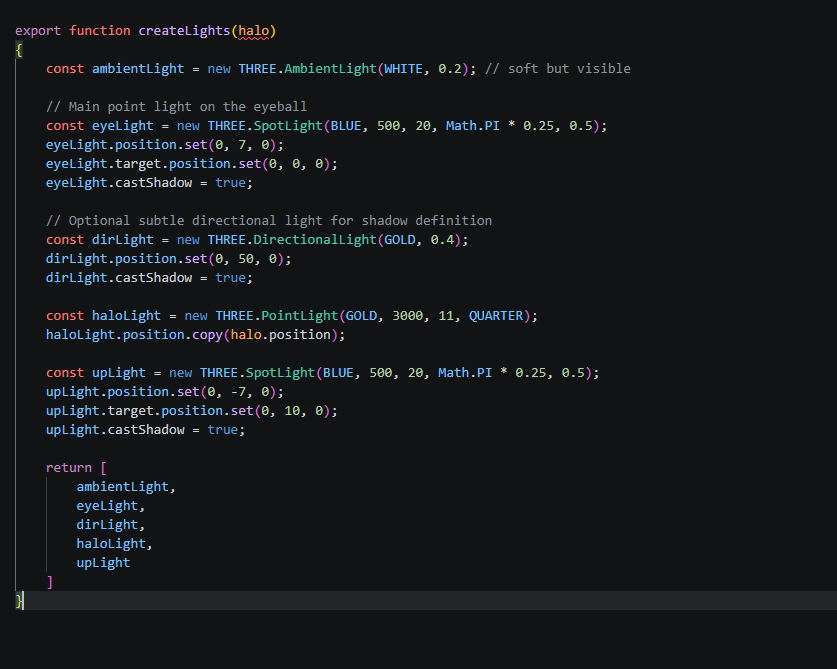 export function createLights(halo)
{
const ambientLight = new THREE.AmbientLight(WHITE, 0.2); // soft but visible
// Main point light on the eyeball
const eyeLight = new THREE.SpotLight(BLUE, 500, 20, Math.PI * 0.25, 0.5);
eyeLight.position.set(0, 7, 0);
eyeLight.target.position.set(0, 0, 0);
eyeLight.castShadow = true;
// Optional subtle directional light for shadow definition
const dirLight = new THREE.DirectionalLight(GOLD, 0.4);
dirLight.position.set(0, 50, 0);
dirLight.castShadow = true;
const haloLight = new THREE.PointLight(GOLD, 3000, 11, QUARTER);
haloLight.position.copy(halo.position);
const upLight = new THREE.SpotLight(BLUE, 500, 20, Math.PI * 0.25, 0.5);
upLight.position.set(0, -7, 0);
upLight.target.position.set(0, 10, 0);
upLight.castShadow = true;
return [
ambientLight,
eyeLight,
dirLight,
haloLight,
upLight
]
}